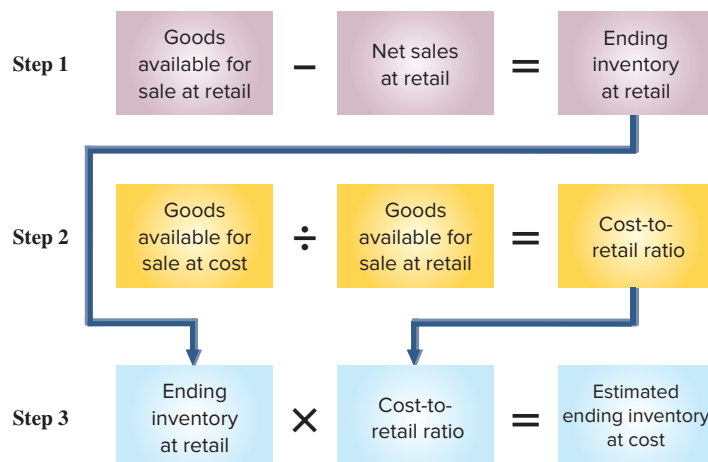 Step 1
Goods
available for
sale at retail
–
Net sales
at retail
=
Ending
inventory
at retail
Step 2
Goods
available for
sale at cost
÷
Goods
available for
sale at retail
=
Cost-to-
retail ratio
Step 3
Ending
inventory
at retail
×
Cost-to-
retail ratio
=
Estimated
ending inventory
at cost